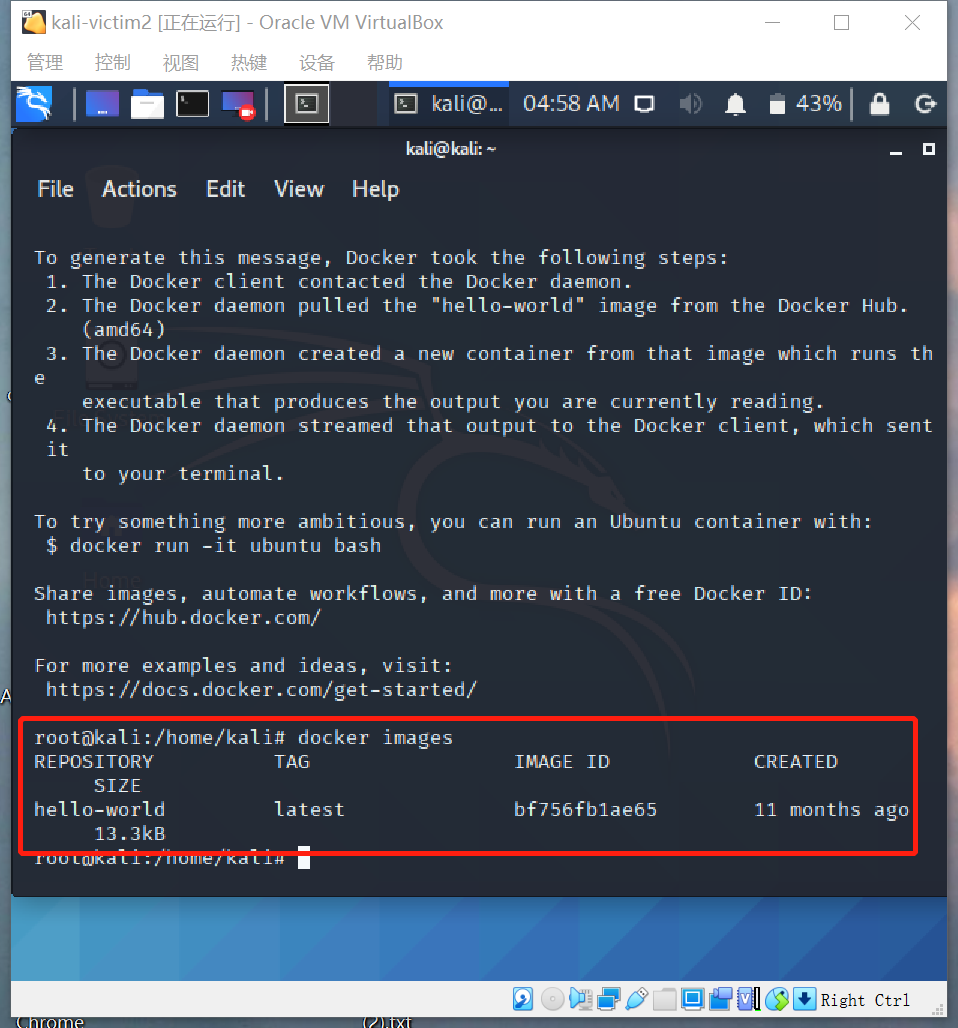 kali-victim2 [正在运行] - Oracle VM VirtualBox
管理 控制 视图 热键 设备 帮助
kali@... 04:58 AM 43%
kali@kali: ~
File Actions Edit View Help
To generate this message, Docker took the following steps:
1. The Docker client contacted the Docker daemon.
2. The Docker daemon pulled the "hello-world" image from the Docker Hub.
(amd64)
3. The Docker daemon created a new container from that image which runs th
e
executable that produces the output you are currently reading.
4. The Docker daemon streamed that output to the Docker client, which sent
it
to your terminal.
To try something more ambitious, you can run an Ubuntu container with:
$ docker run -it ubuntu bash
Share images, automate workflows, and more with a free Docker ID:
https://hub.docker.com/
For more examples and ideas, visit:
https://docs.docker.com/get-started/
root@kali:/home/kali# docker images
REPOSITORY TAG IMAGE ID CREATED
SIZE
hello-world latest bf756fb1ae65 11 months ago
13.3kB
root@kali:/home/kali#
Right Ctrl
Chrome (2).txt